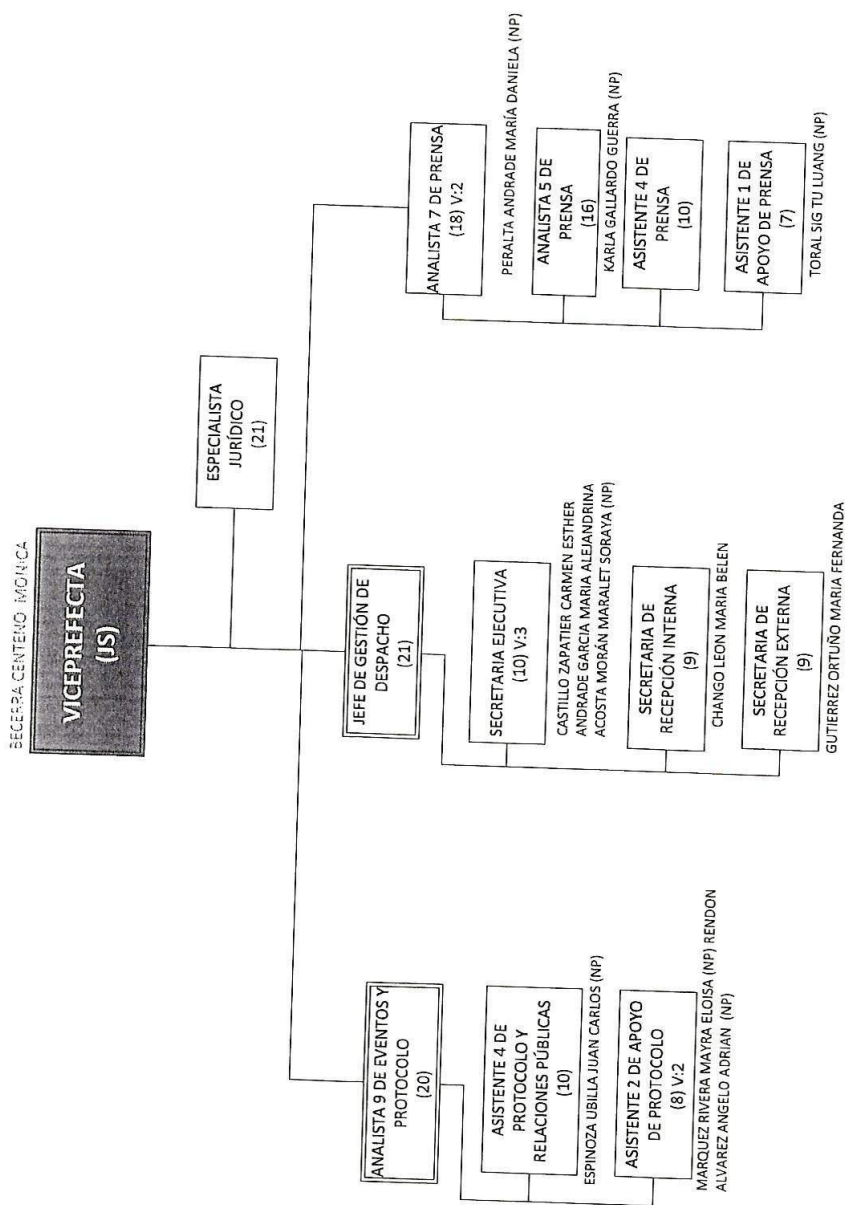 BECERRA CENTENO MONICA
VICEPREFECTA
(JS)
ESPECIALISTA
JURÍDICO
(21)
ANALISTA 9 DE EVENTOS Y
PROTOCOLO
(20)
ASISTENTE 4 DE
PROTOCOLO Y
RELACIONES PÚBLICAS
(10)
ESPINOZA UBILLA JUAN CARLOS (NP)
ASISTENTE 2 DE APOYO
DE PROTOCOLO
(8) V:2
MARQUEZ RIVERA MAYRA ELOISA (NP) RENDON
ALVAREZ ANGELO ADRIAN (NP)
JEFE DE GESTIÓN DE
DESPACHO
(21)
SECRETARIA EJECUTIVA
(10) V:3
CASTILLO ZAPATIER CARMEN ESTHER
ANDRADE GARCIA MARIA ALEJANDRINA
ACOSTA MORÁN MARALET SORAYA (NP)
SECRETARIA DE
RECEPCIÓN INTERNA
(9)
CHANGO LEON MARIA BELEN
SECRETARIA DE
RECEPCIÓN EXTERNA
(9)
GUTIERREZ ORTUÑO MARIA FERNANDA
ANALISTA 7 DE PRENSA
(18) V:2
PERALTA ANDRADE MARÍA DANIELA (NP)
ANALISTA 5 DE
PRENSA
(16)
KARLA GALLARDO GUERRA (NP)
ASISTENTE 4 DE
PRENSA
(10)
ASISTENTE 1 DE
APOYO DE PRENSA
(7)
TORAL SIG TU LUANG (NP)